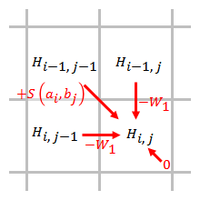 H_{i−1,j−1} H_{i−1,j}
+S(a_i,b_j)
−W_1
H_{i,j−1} −W_1 H_{i,j}
0